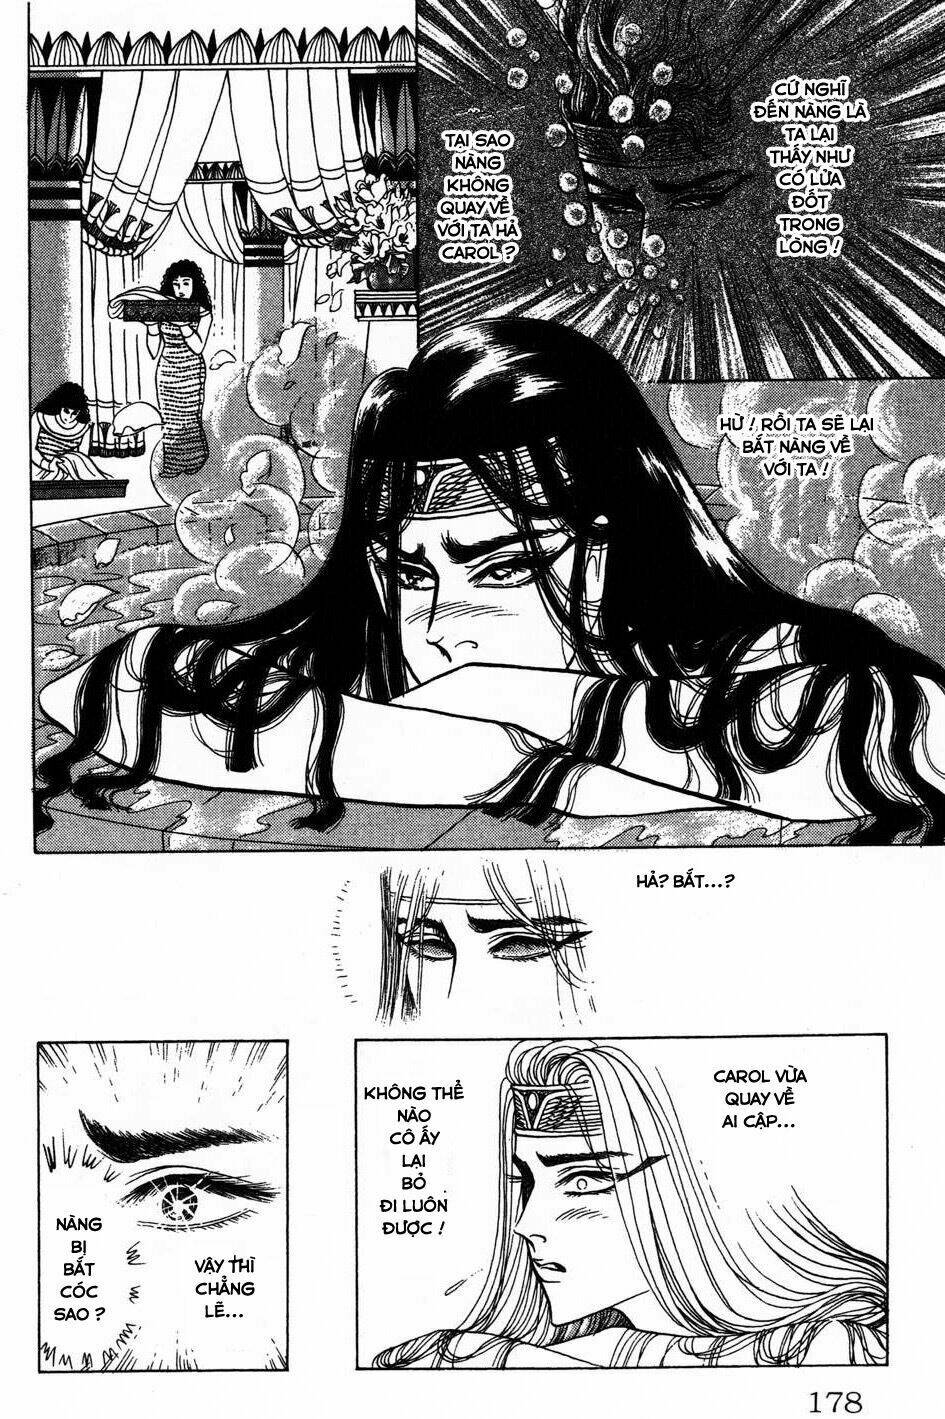 CỨ NGHĨ
ĐẾN NÀNG LÀ
TA LẠI
THẤY NHƯ
CÓ LỬA
ĐỐT
TRONG
LÒNG !
TẠI SAO
NÀNG
KHÔNG
QUAY VỀ
VỚI TA HẢ
CAROL ?
HỪ ! RỒI TA SẼ LẠI
BẮT NÀNG VỀ
VỚI TA !
HẢ? BẮT...?
CAROL VỪA
QUAY VỀ
AI CẬP...
KHÔNG THỂ
NÀO
CÔ ẤY
LẠI
BỎ
ĐI LUÔN
ĐƯỢC !
VẬY THÌ
CHẲNG
LẼ...
NÀNG
BỊ
BẮT
CÓC
SAO ?
178